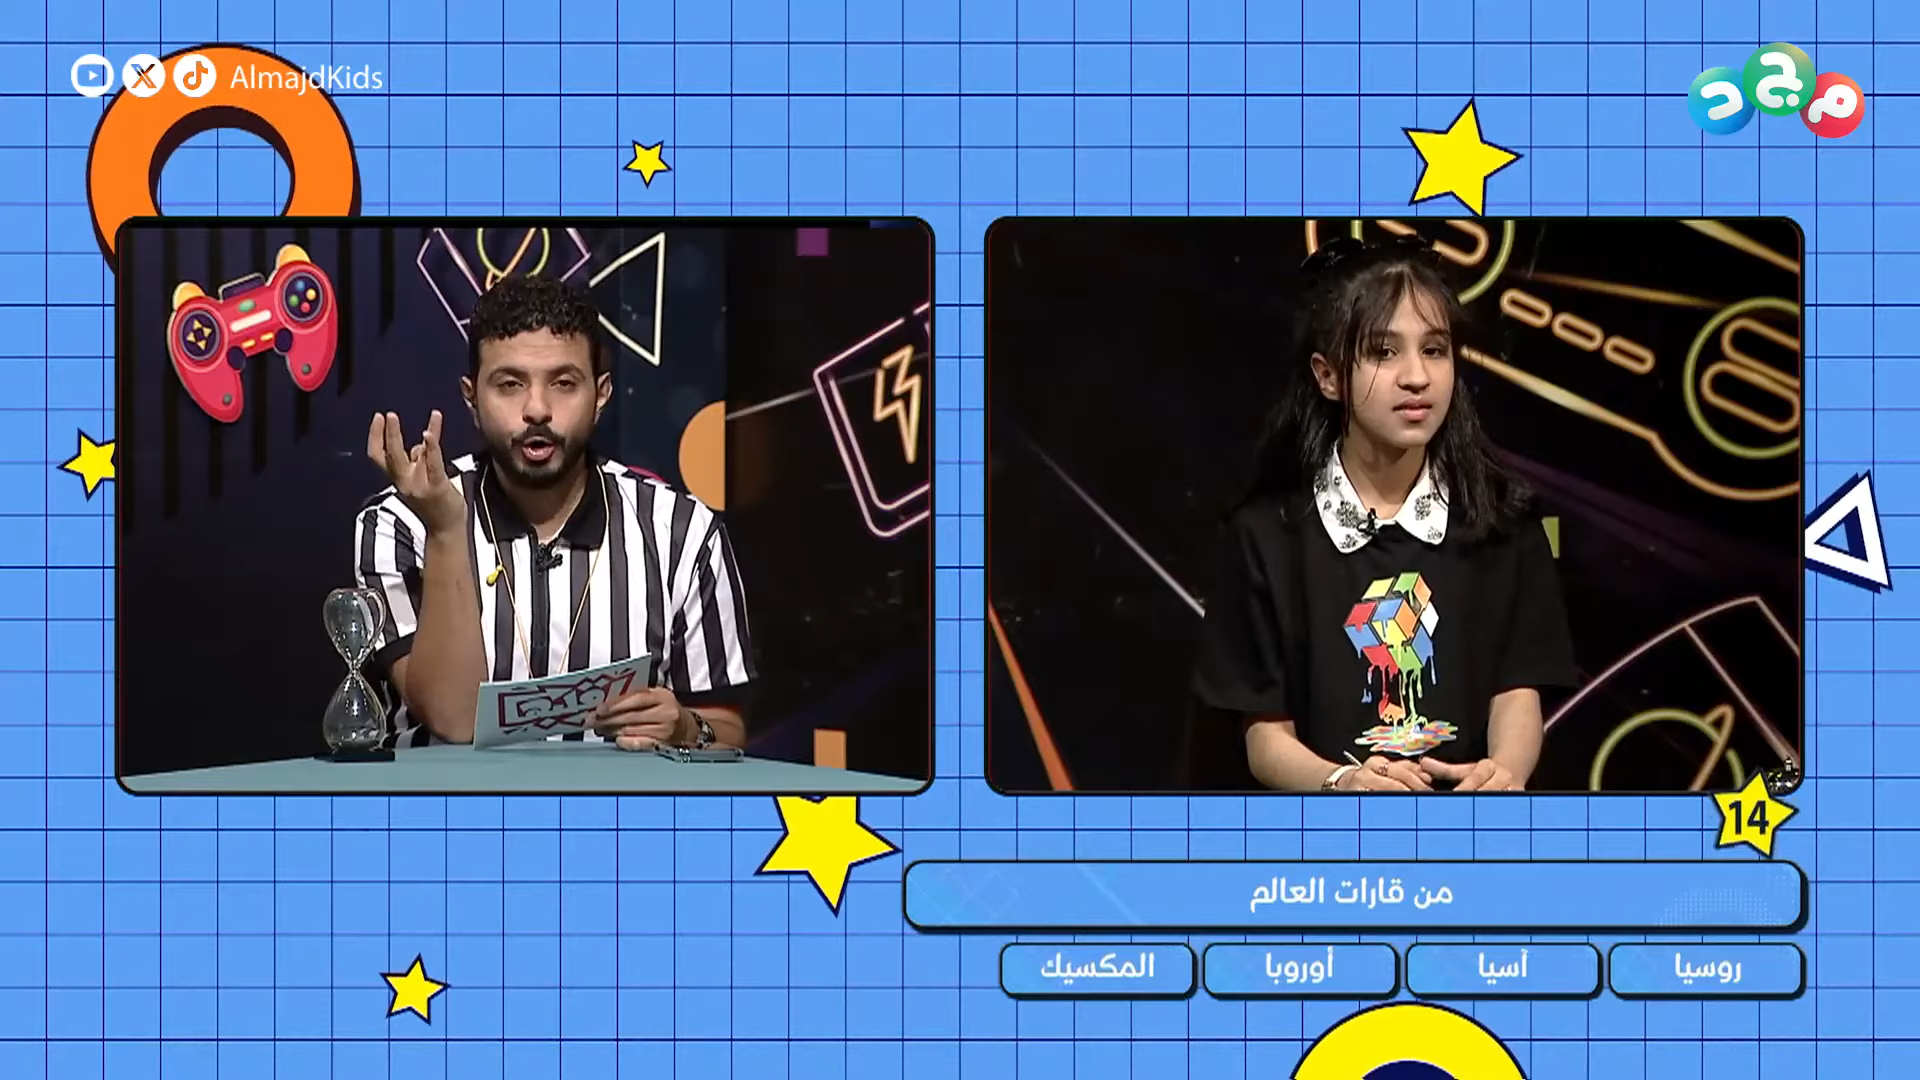 AlmajdKids
مجد
14
من قارات العالم
روسيا
آسيا
أوروبا
المكسيك